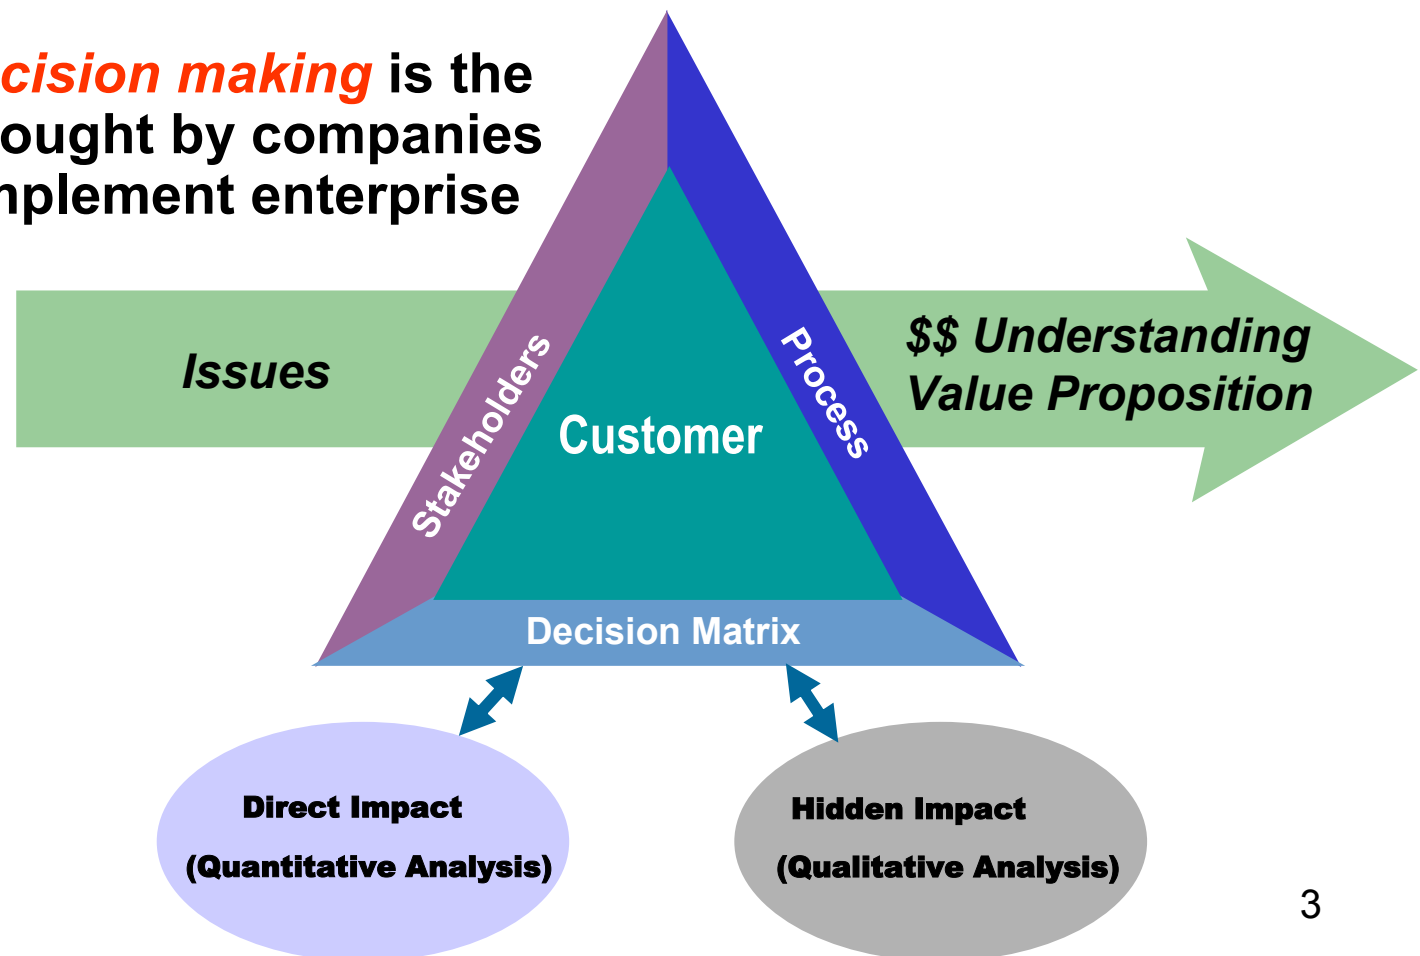 cision making is the
ought by companies
mplement enterprise
Issues
Stakeholders
Customer
Process
$$ Understanding
Value Proposition
Decision Matrix
Direct Impact
(Quantitative Analysis)
Hidden Impact
(Qualitative Analysis)
3